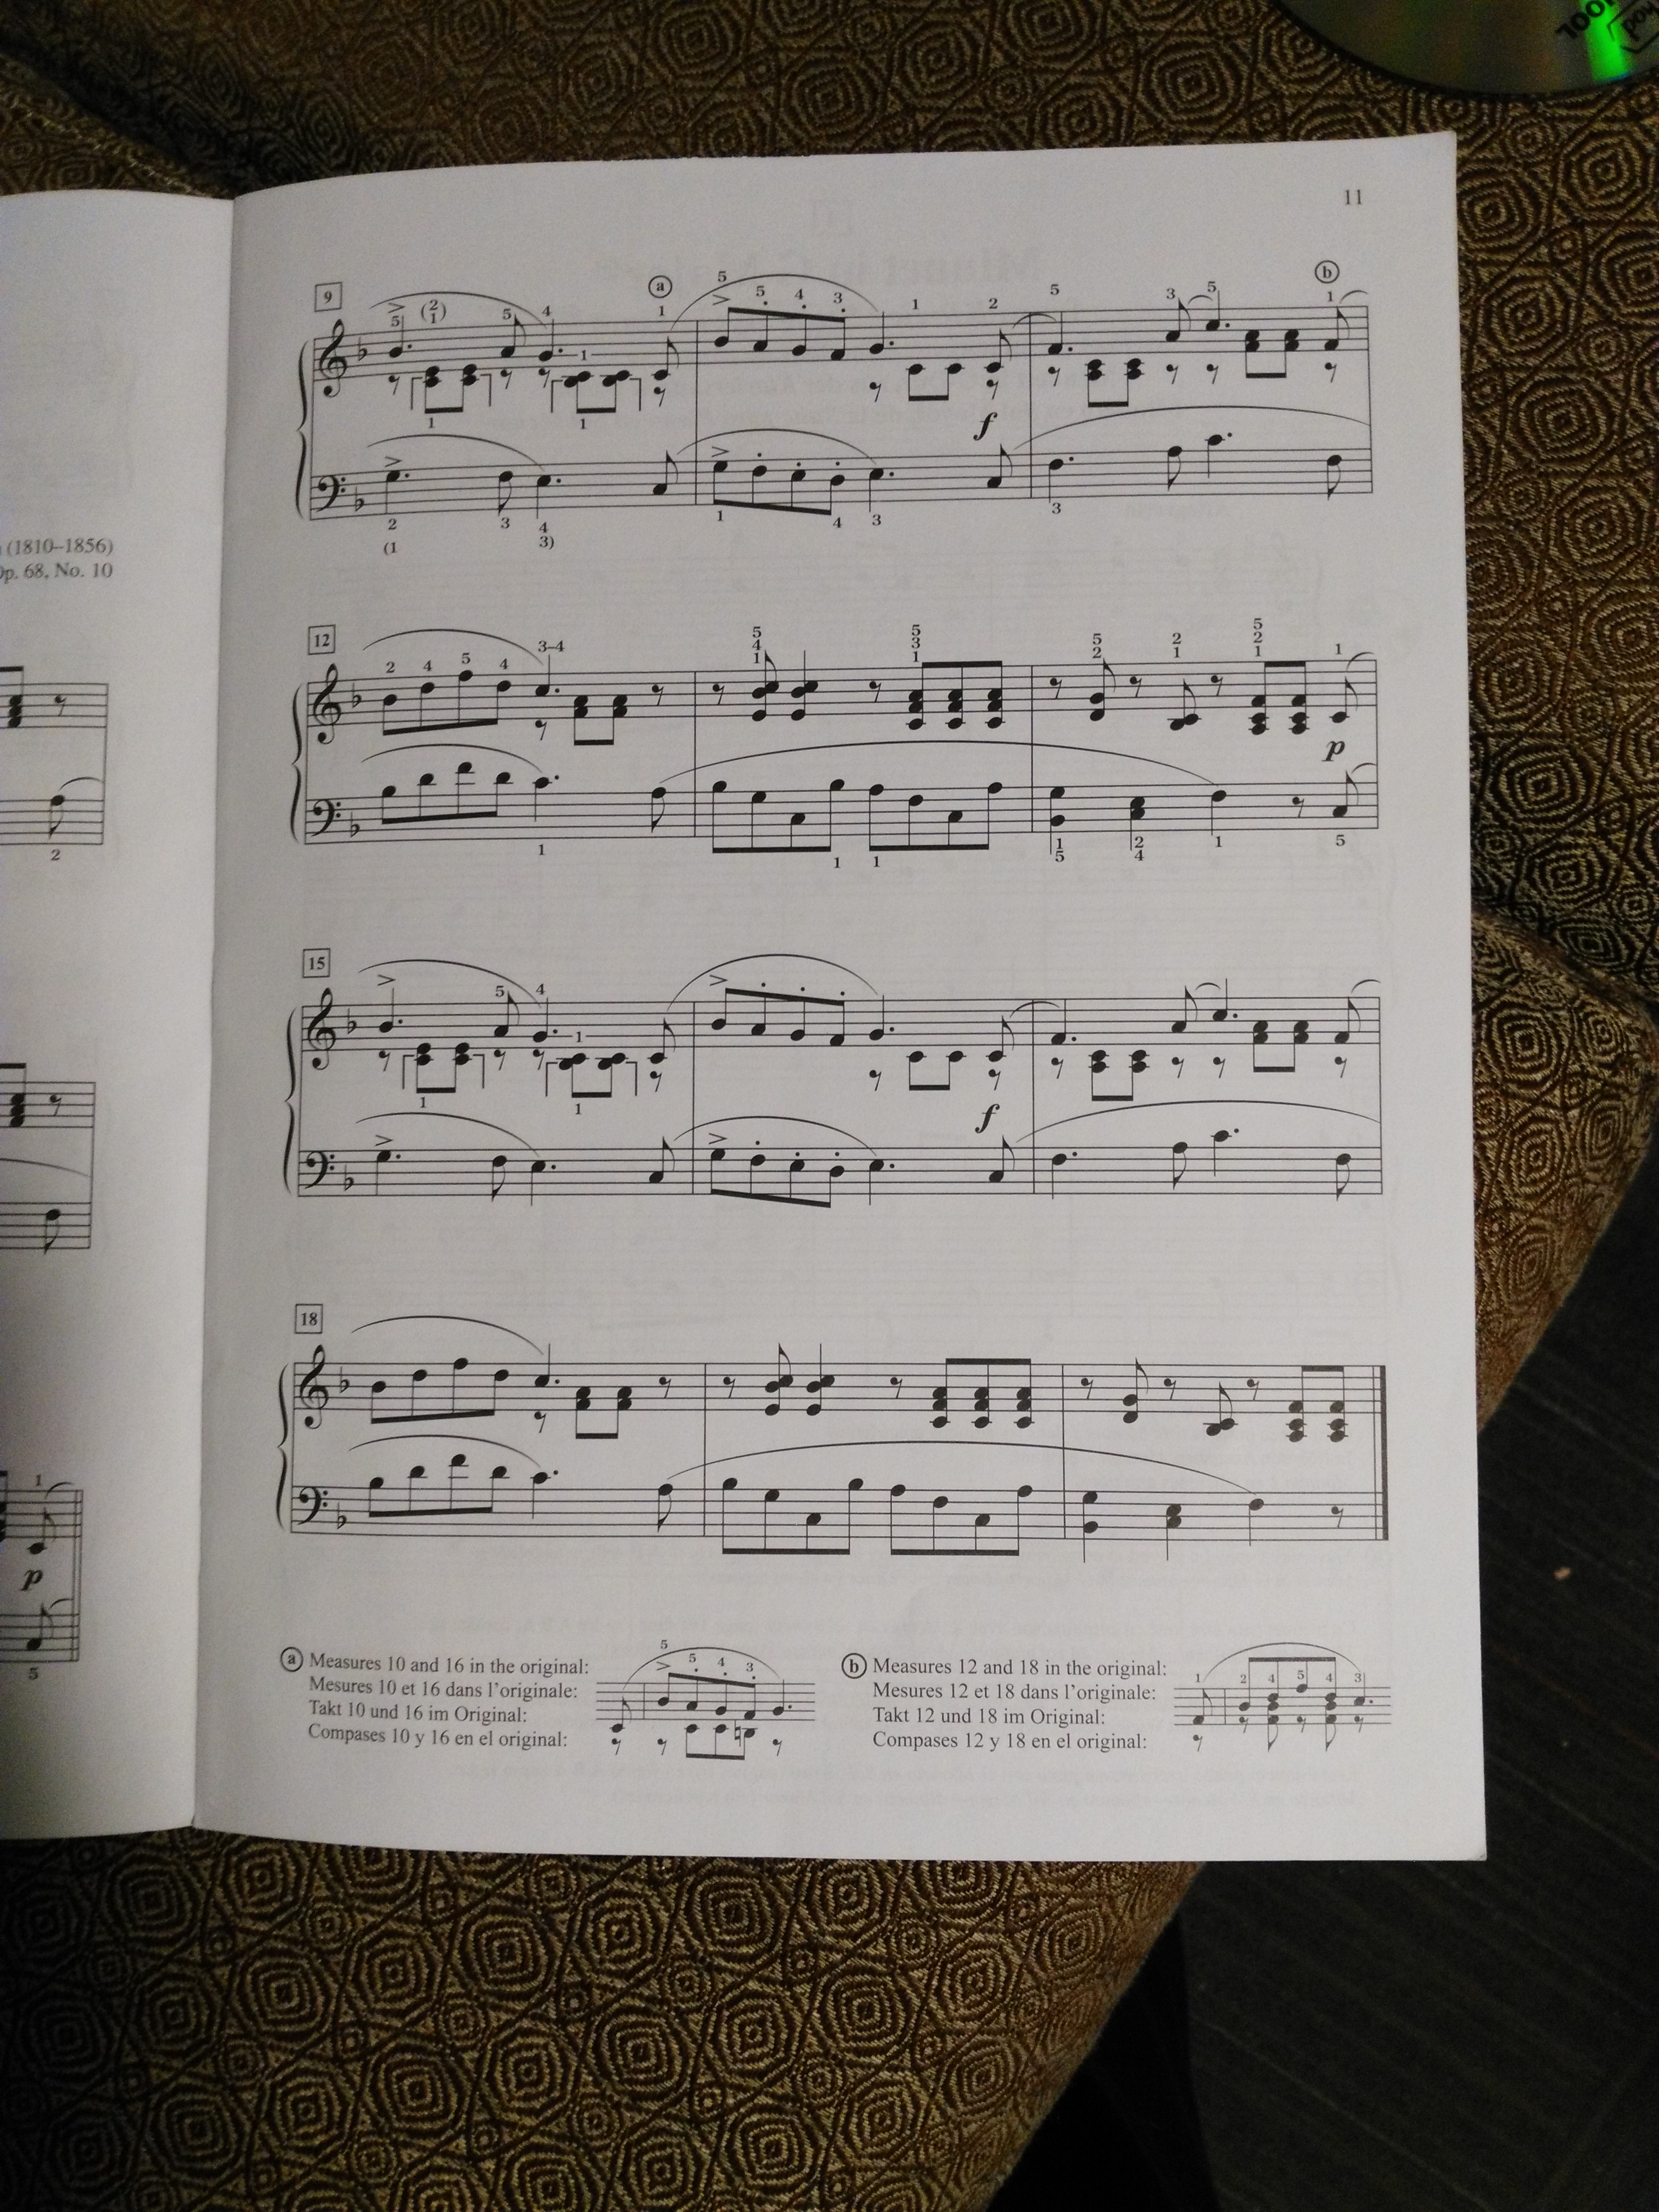 11
(1810–1856)
Op. 68, No. 10
9
a
b
f
12
p
15
f
18
p
a Measures 10 and 16 in the original:
Mesures 10 et 16 dans l’originale:
Takt 10 und 16 im Original:
Compases 10 y 16 en el original:
b Measures 12 and 18 in the original:
Mesures 12 et 18 dans l’originale:
Takt 12 und 18 im Original:
Compases 12 y 18 en el original: